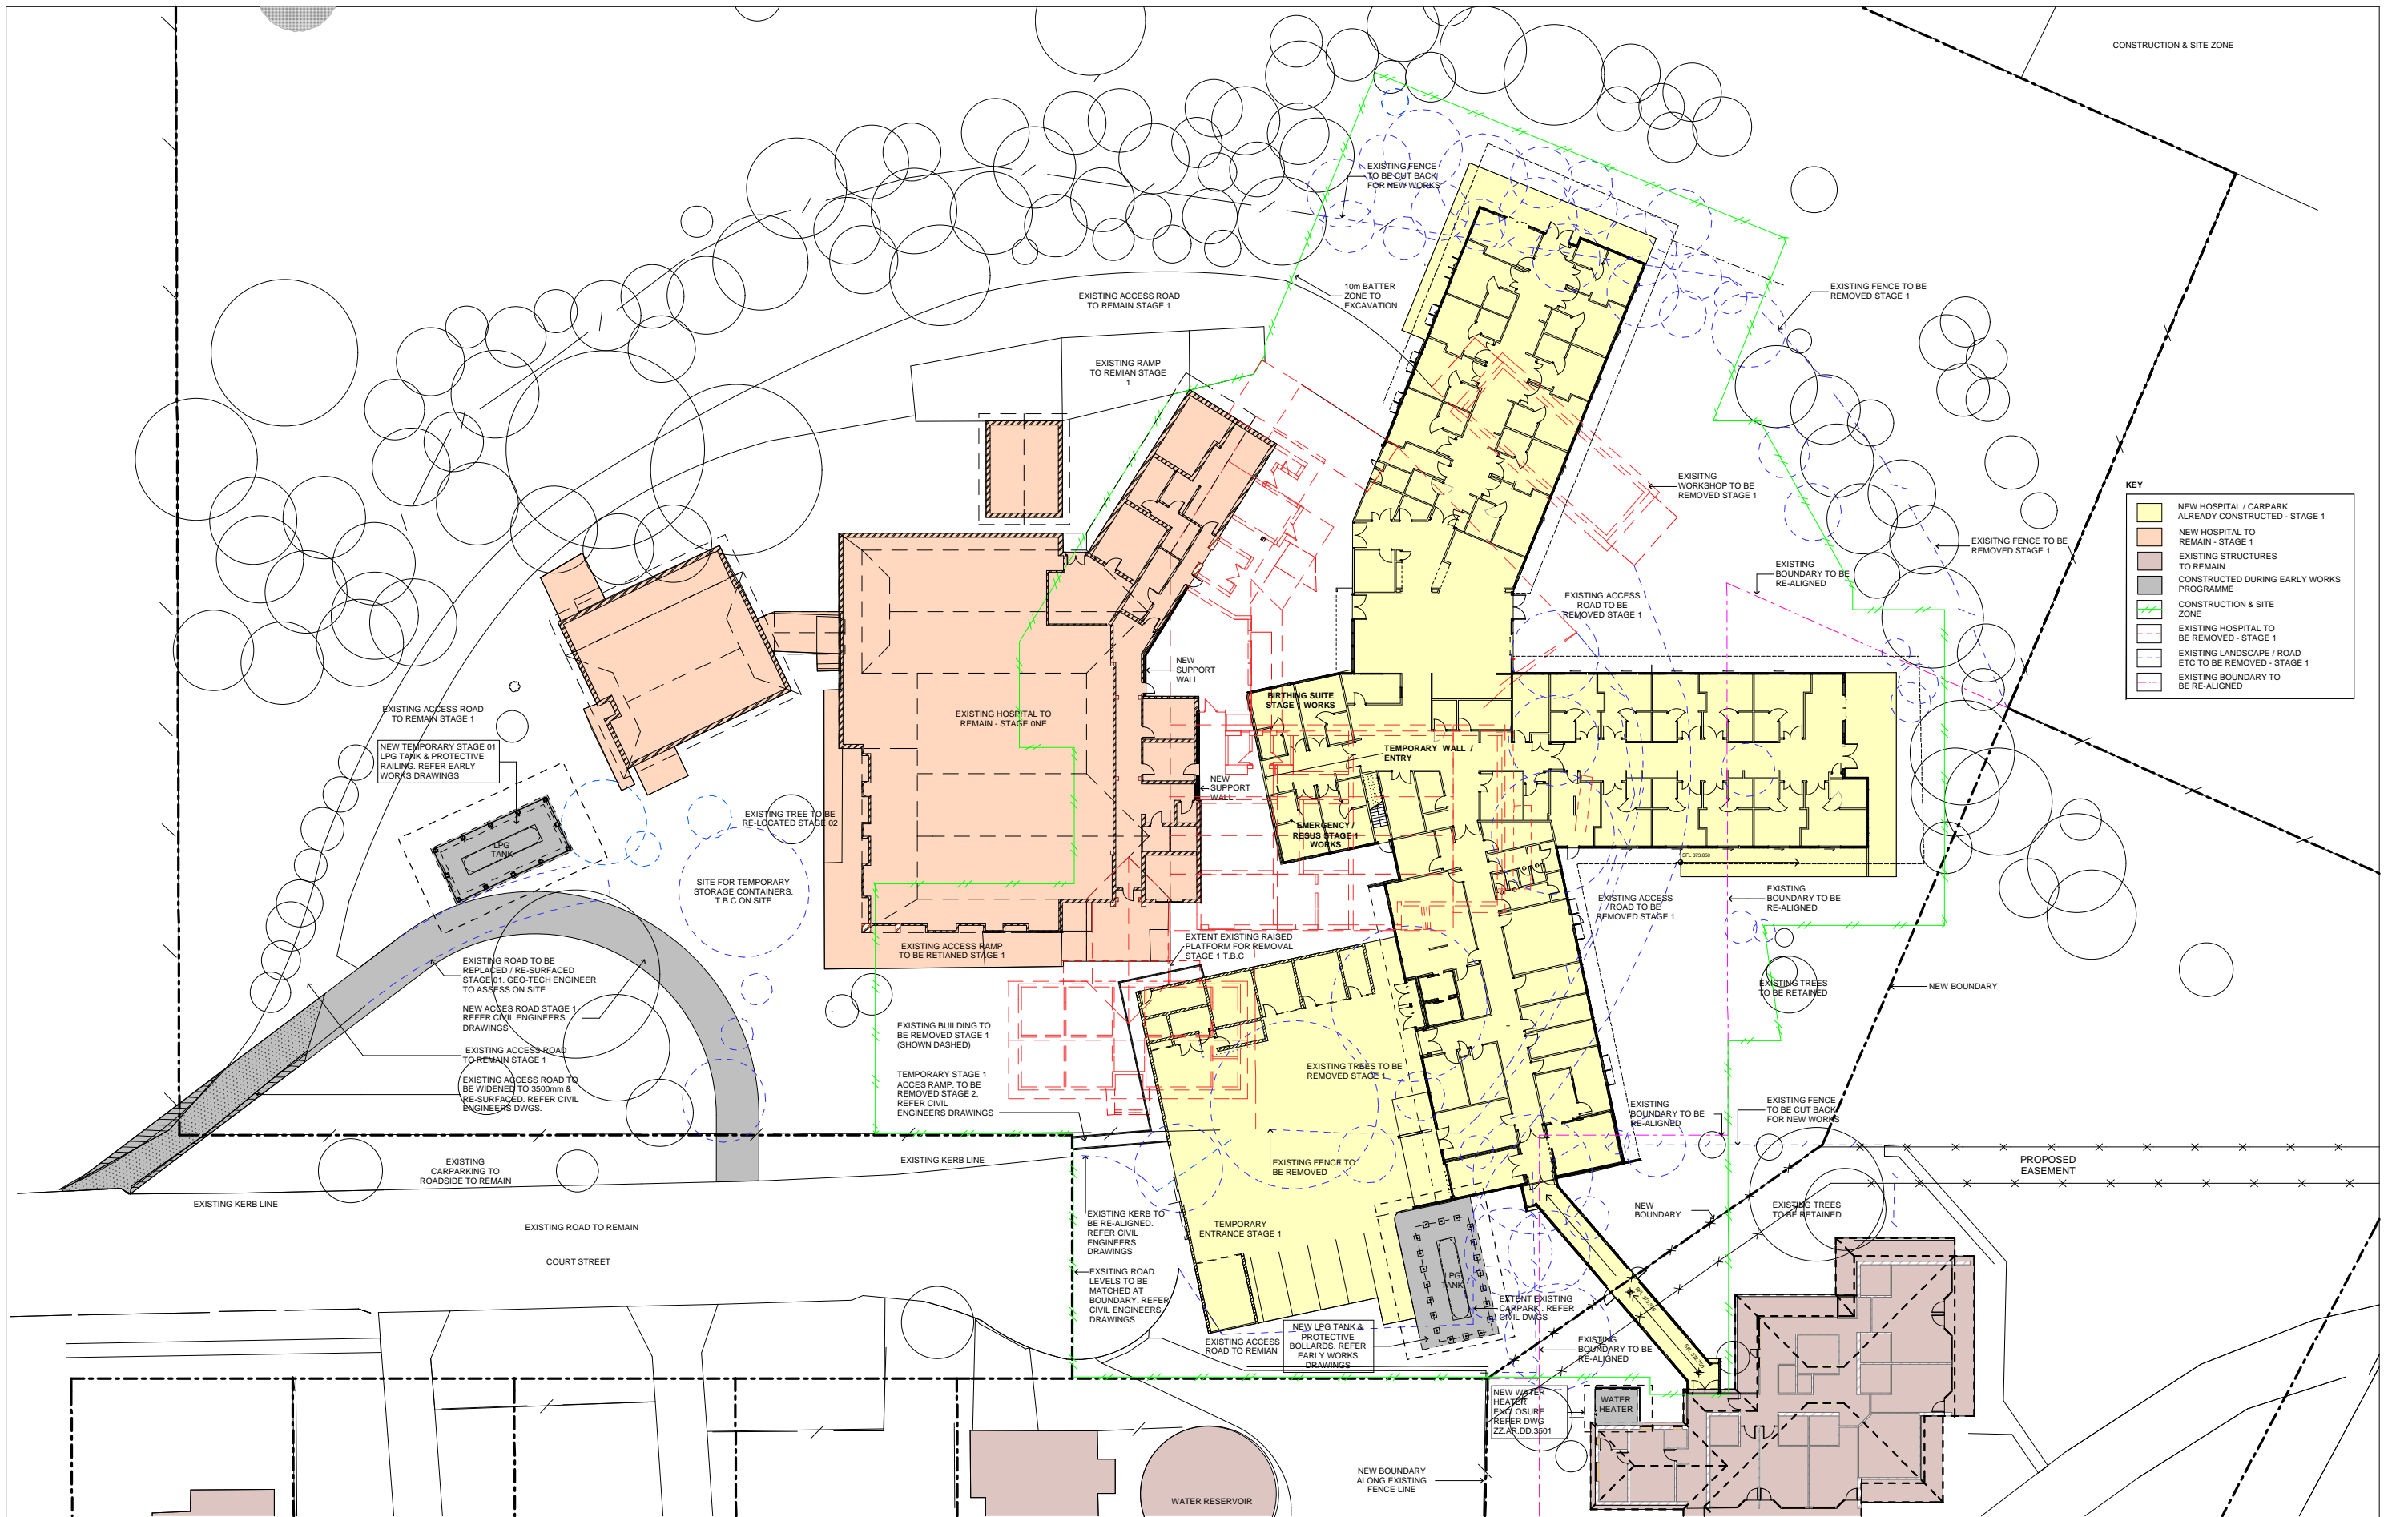 CONSTRUCTION & SITE ZONE
EXISTING FENCE
TO BE CUT BACK
FOR NEW WORKS
EXISTING ACCESS ROAD
TO REMAIN STAGE 1
10m BATTER
ZONE TO
EXCAVATION
EXISTING FENCE TO BE
REMOVED STAGE 1
EXISTING RAMP
TO REMIAN STAGE
1
EXISITNG
WORKSHOP TO BE
REMOVED STAGE 1
KEY
NEW HOSPITAL / CARPARK
ALREADY CONSTRUCTED - STAGE 1
NEW HOSPITAL TO
REMAIN - STAGE 1
EXISTING STRUCTURES
TO REMAIN
CONSTRUCTED DURING EARLY WORKS
PROGRAMME
CONSTRUCTION & SITE
ZONE
EXISTING HOSPITAL TO
BE REMOVED - STAGE 1
EXISTING LANDSCAPE / ROAD
ETC TO BE REMOVED - STAGE 1
EXISTING BOUNDARY TO
BE RE-ALIGNED
EXISITNG FENCE TO BE
REMOVED STAGE 1
EXISTING
BOUNDARY TO BE
RE-ALIGNED
EXISTING ACCESS
ROAD TO BE
REMOVED STAGE 1
NEW
SUPPORT
WALL
BIRTHING SUITE
STAGE 1 WORKS
EXISTING ACCESS ROAD
TO REMAIN STAGE 1
EXISTING HOSPITAL TO
REMAIN - STAGE 0NE
NEW TEMPORARY STAGE 01
LPG TANK & PROTECTIVE
RAILING. REFER EARLY
WORKS DRAWINGS
TEMPORARY WALL /
ENTRY
NEW
SUPPORT
WALL
EXISTING TREE TO BE
RE-LOCATED STAGE 02
EMERGENCY /
RESUS STAGE 1
WORKS
LPG
TANK
SFL 373.850
SITE FOR TEMPORARY
STORAGE CONTAINERS.
T.B.C ON SITE
EXISTING
BOUNDARY TO BE
RE-ALIGNED
EXISTING ACCESS
ROAD TO BE
REMOVED STAGE 1
EXISTING ACCESS RAMP
TO BE RETIANED STAGE 1
EXTENT EXISTING RAISED
PLATFORM FOR REMOVAL
STAGE 1 T.B.C
EXISTING ROAD TO BE
REPLACED / RE-SURFACED
STAGE 01. GEO-TECH ENGINEER
TO ASSESS ON SITE
EXISTING TREES
TO BE RETAINED
NEW BOUNDARY
NEW ACCES ROAD STAGE 1
REFER CIVIL ENGINEERS
DRAWINGS
EXISTING BUILDING TO
BE REMOVED STAGE 1
(SHOWN DASHED)
EXISTING ACCESS ROAD
TO REMAIN STAGE 1
EXISTING TREES TO BE
REMOVED STAGE 1
TEMPORARY STAGE 1
ACCES RAMP. TO BE
REMOVED STAGE 2.
REFER CIVIL
ENGINEERS DRAWINGS
EXISTING ACCESS ROAD TO
BE WIDENED TO 3500mm &
RE-SURFACED. REFER CIVIL
ENGINEERS DWGS.
EXISTING
BOUNDARY TO BE
RE-ALIGNED
EXISTING FENCE
TO BE CUT BACK
FOR NEW WORKS
EXISTING
CARPARKING TO
ROADSIDE TO REMAIN
EXISTING KERB LINE
EXISTING FENCE TO
BE REMOVED
PROPOSED
EASEMENT
EXISTING KERB LINE
EXISTING ROAD TO REMAIN
COURT STREET
EXISTING KERB TO
BE RE-ALIGNED.
REFER CIVIL
ENGINEERS
DRAWINGS
TEMPORARY
ENTRANCE STAGE 1
NEW
BOUNDARY
EXISTING TREES
TO BE RETAINED
EXSITING ROAD
LEVELS TO BE
MATCHED AT
BOUNDARY. REFER
CIVIL ENGINEERS
DRAWINGS
LPG
TANK
EXTENT EXISTING
CARPARK . REFER
CIVIL DWGS
EXISTING ACCESS
ROAD TO REMIAN
NEW LPG TANK &
PROTECTIVE
BOLLARDS. REFER
EARLY WORKS
DRAWINGS
EXISTING
BOUNDARY TO BE
RE-ALIGNED
NEW WATER
HEATER
ENCLOSURE
REFER DWG
ZZ.AR.DD.3501
WATER
HEATER
NEW BOUNDARY
ALONG EXISTING
FENCE LINE
WATER RESERVOIR